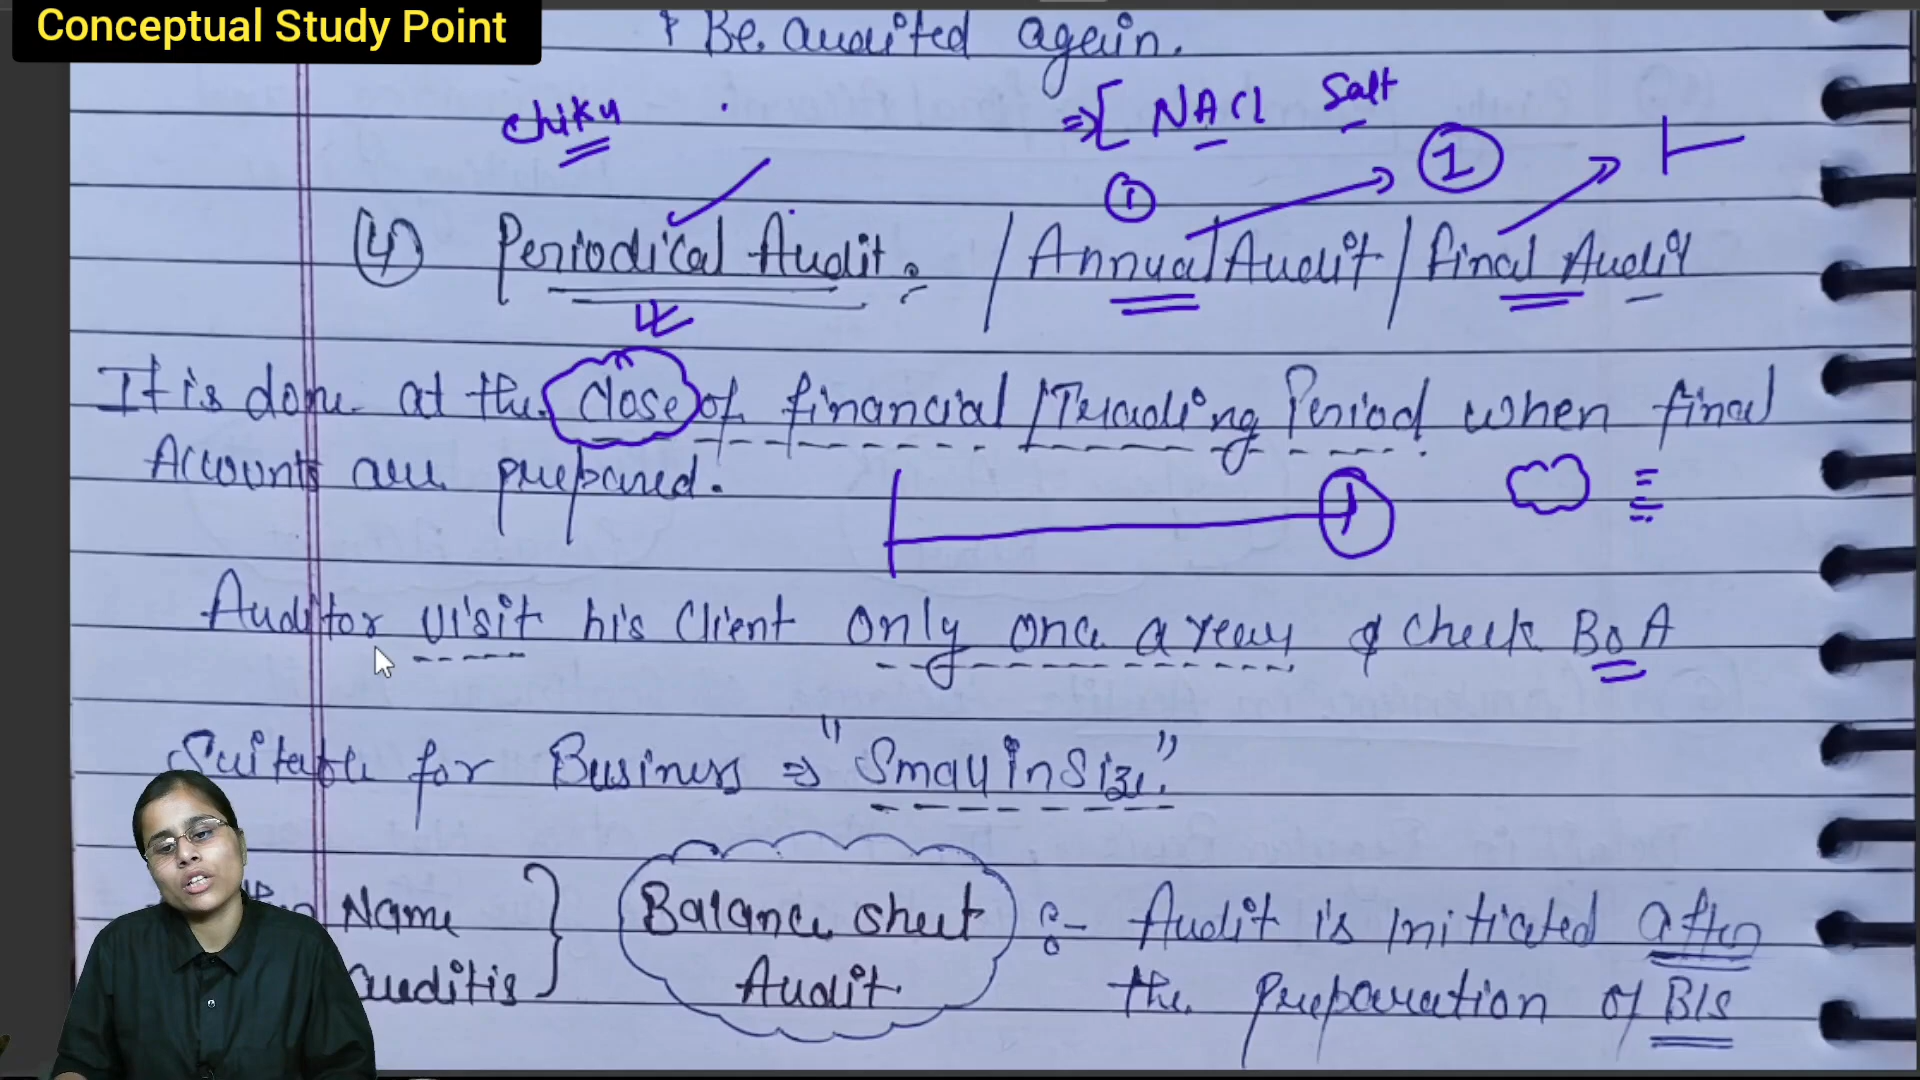 Conceptual Study Point
& Be audited again.
chiku
⇒[ NACl Salt
① ①
④ Periodical Audit : / Annual Audit / Final Audit
It is done at the close of financial / Trading Period when final
Accounts are prepared.
Auditor visit his Client only once a year & check BoA
Suitable for Business ⇒ "Small in Size."
Name Balance sheet :- Audit is initiated after
audit is } Audit. the preparation of B/s